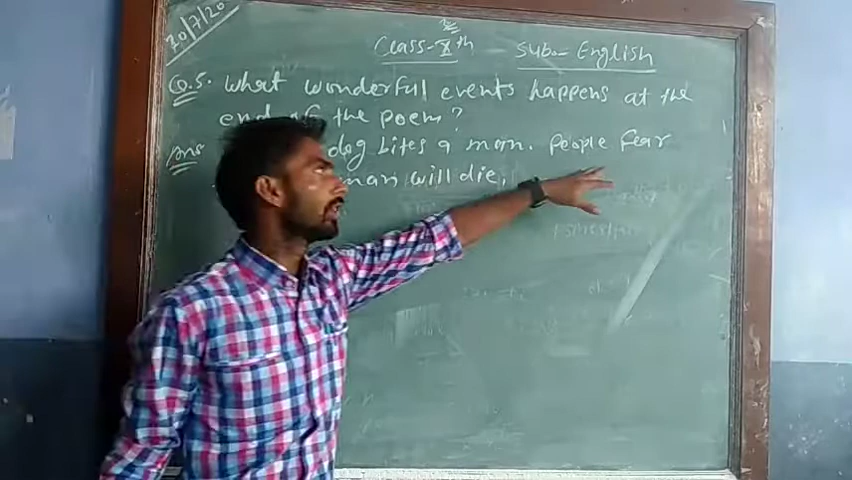 20/7/20 Class-8th Sub- English
Q.5. What wonderful events happens at the
end of the poem?
Ans dog bites a man. People fear
man will die.